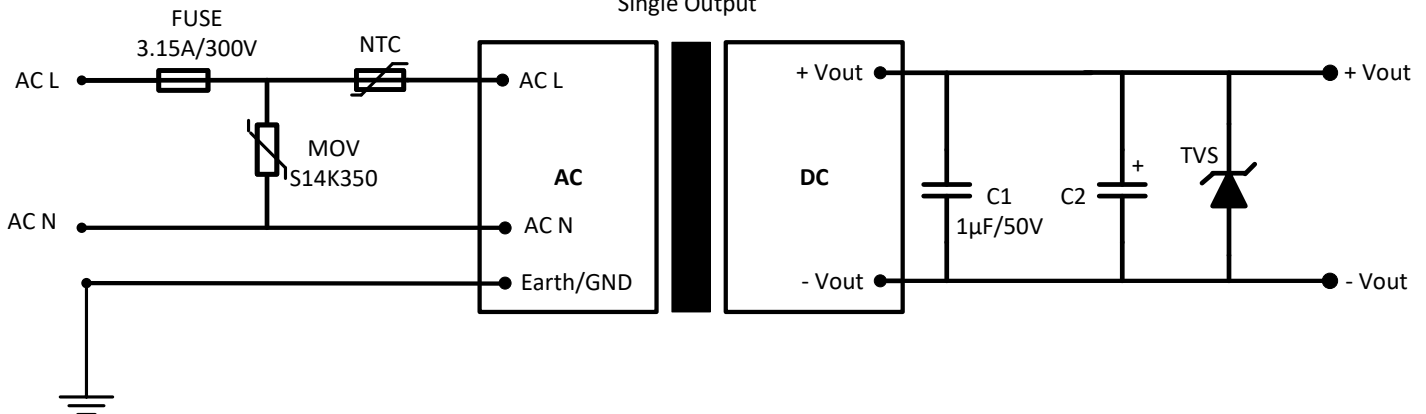 Single Output
FUSE
3.15A/300V
NTC
AC L
AC L
+ Vout
+ Vout
MOV
S14K350
AC
DC
C1
1µF/50V
C2
+
TVS
AC N
AC N
Earth/GND
- Vout
- Vout